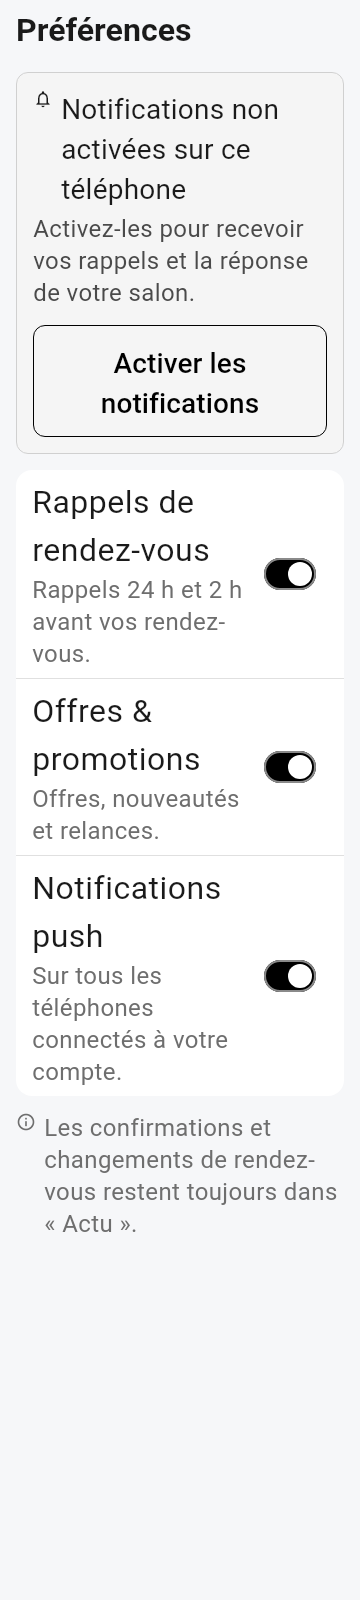 Préférences
Notifications non
activées sur ce
téléphone
Activez-les pour recevoir
vos rappels et la réponse
de votre salon.
Activer les
notifications
Rappels de
rendez-vous
Rappels 24 h et 2 h
avant vos rendez-
vous.
Offres &
promotions
Offres, nouveautés
et relances.
Notifications
push
Sur tous les
téléphones
connectés à votre
compte.
Les confirmations et
changements de rendez-
vous restent toujours dans
« Actu ».